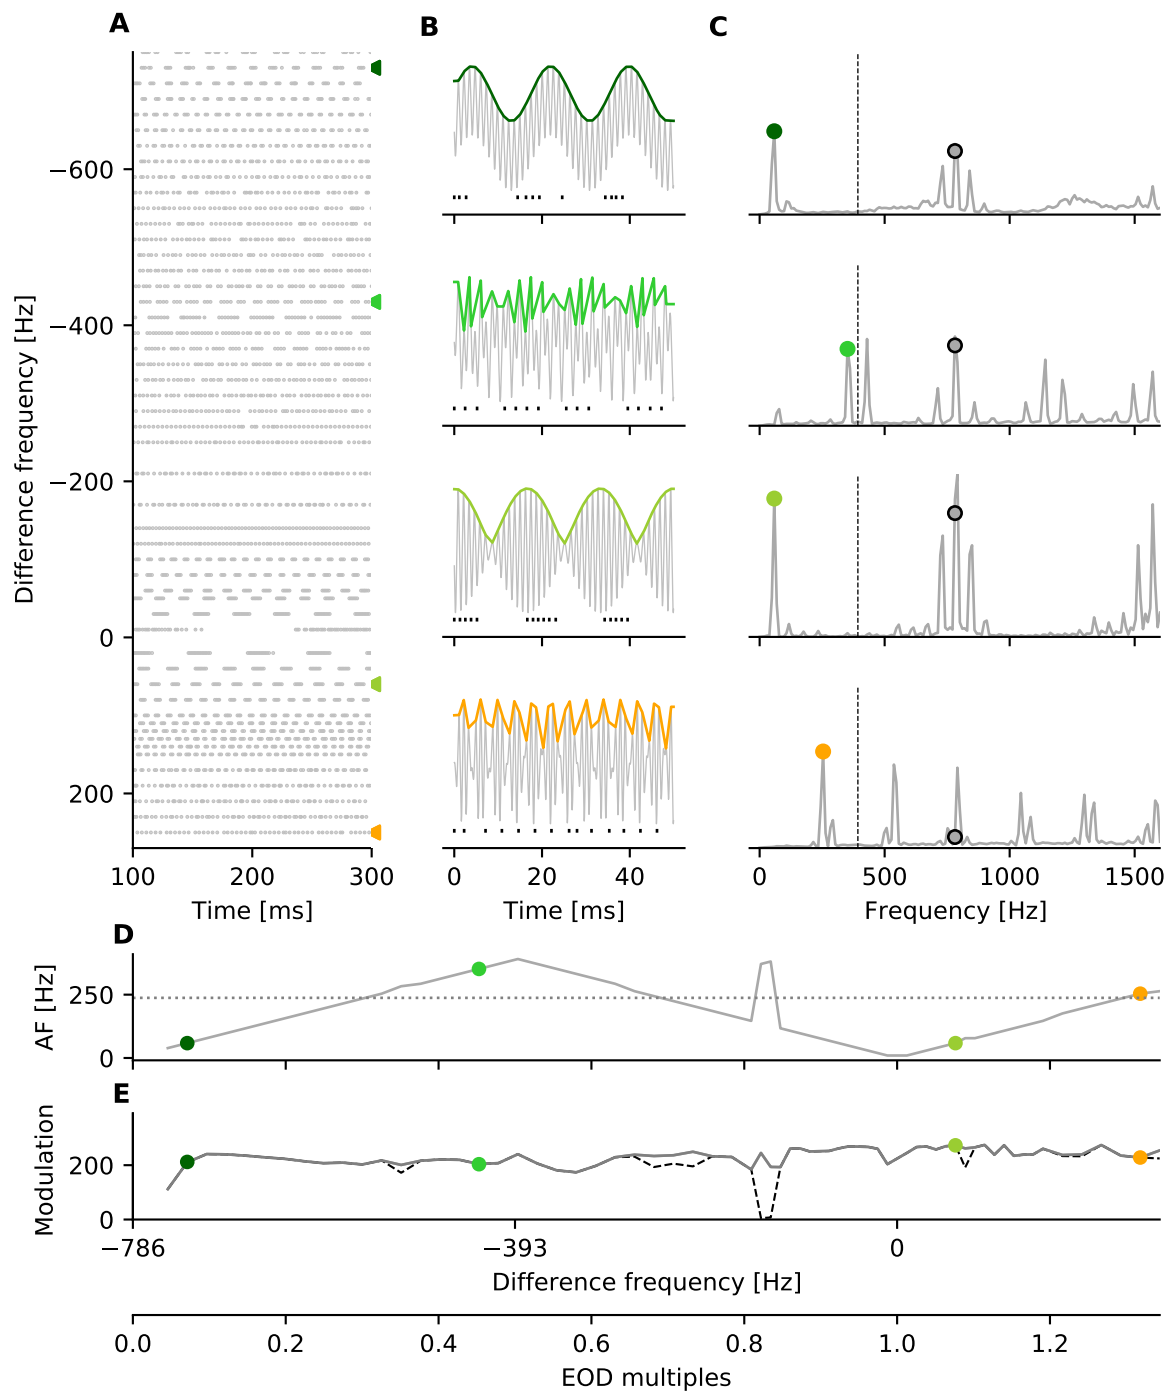 A
B
C
Difference frequency [Hz]
−600
−400
−200
0
200
100
200
300
Time [ms]
0
20
40
Time [ms]
0
500
1000
1500
Frequency [Hz]
D
AF [Hz]
250
0
E
Modulation
200
0
−786
−393
0
Difference frequency [Hz]
0.0
0.2
0.4
0.6
0.8
1.0
1.2
EOD multiples